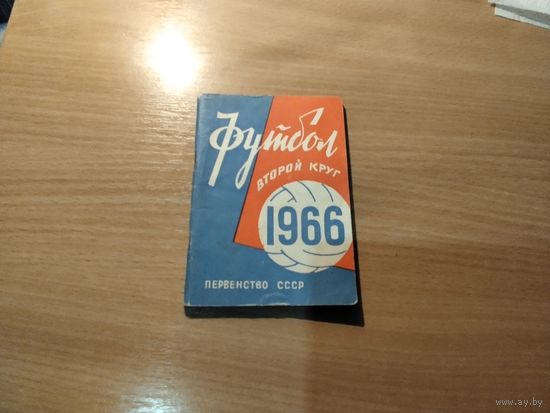 футбол
ВТОРОЙ КРУГ
1966
ПЕРВЕНСТВО СССР
www.ay.by